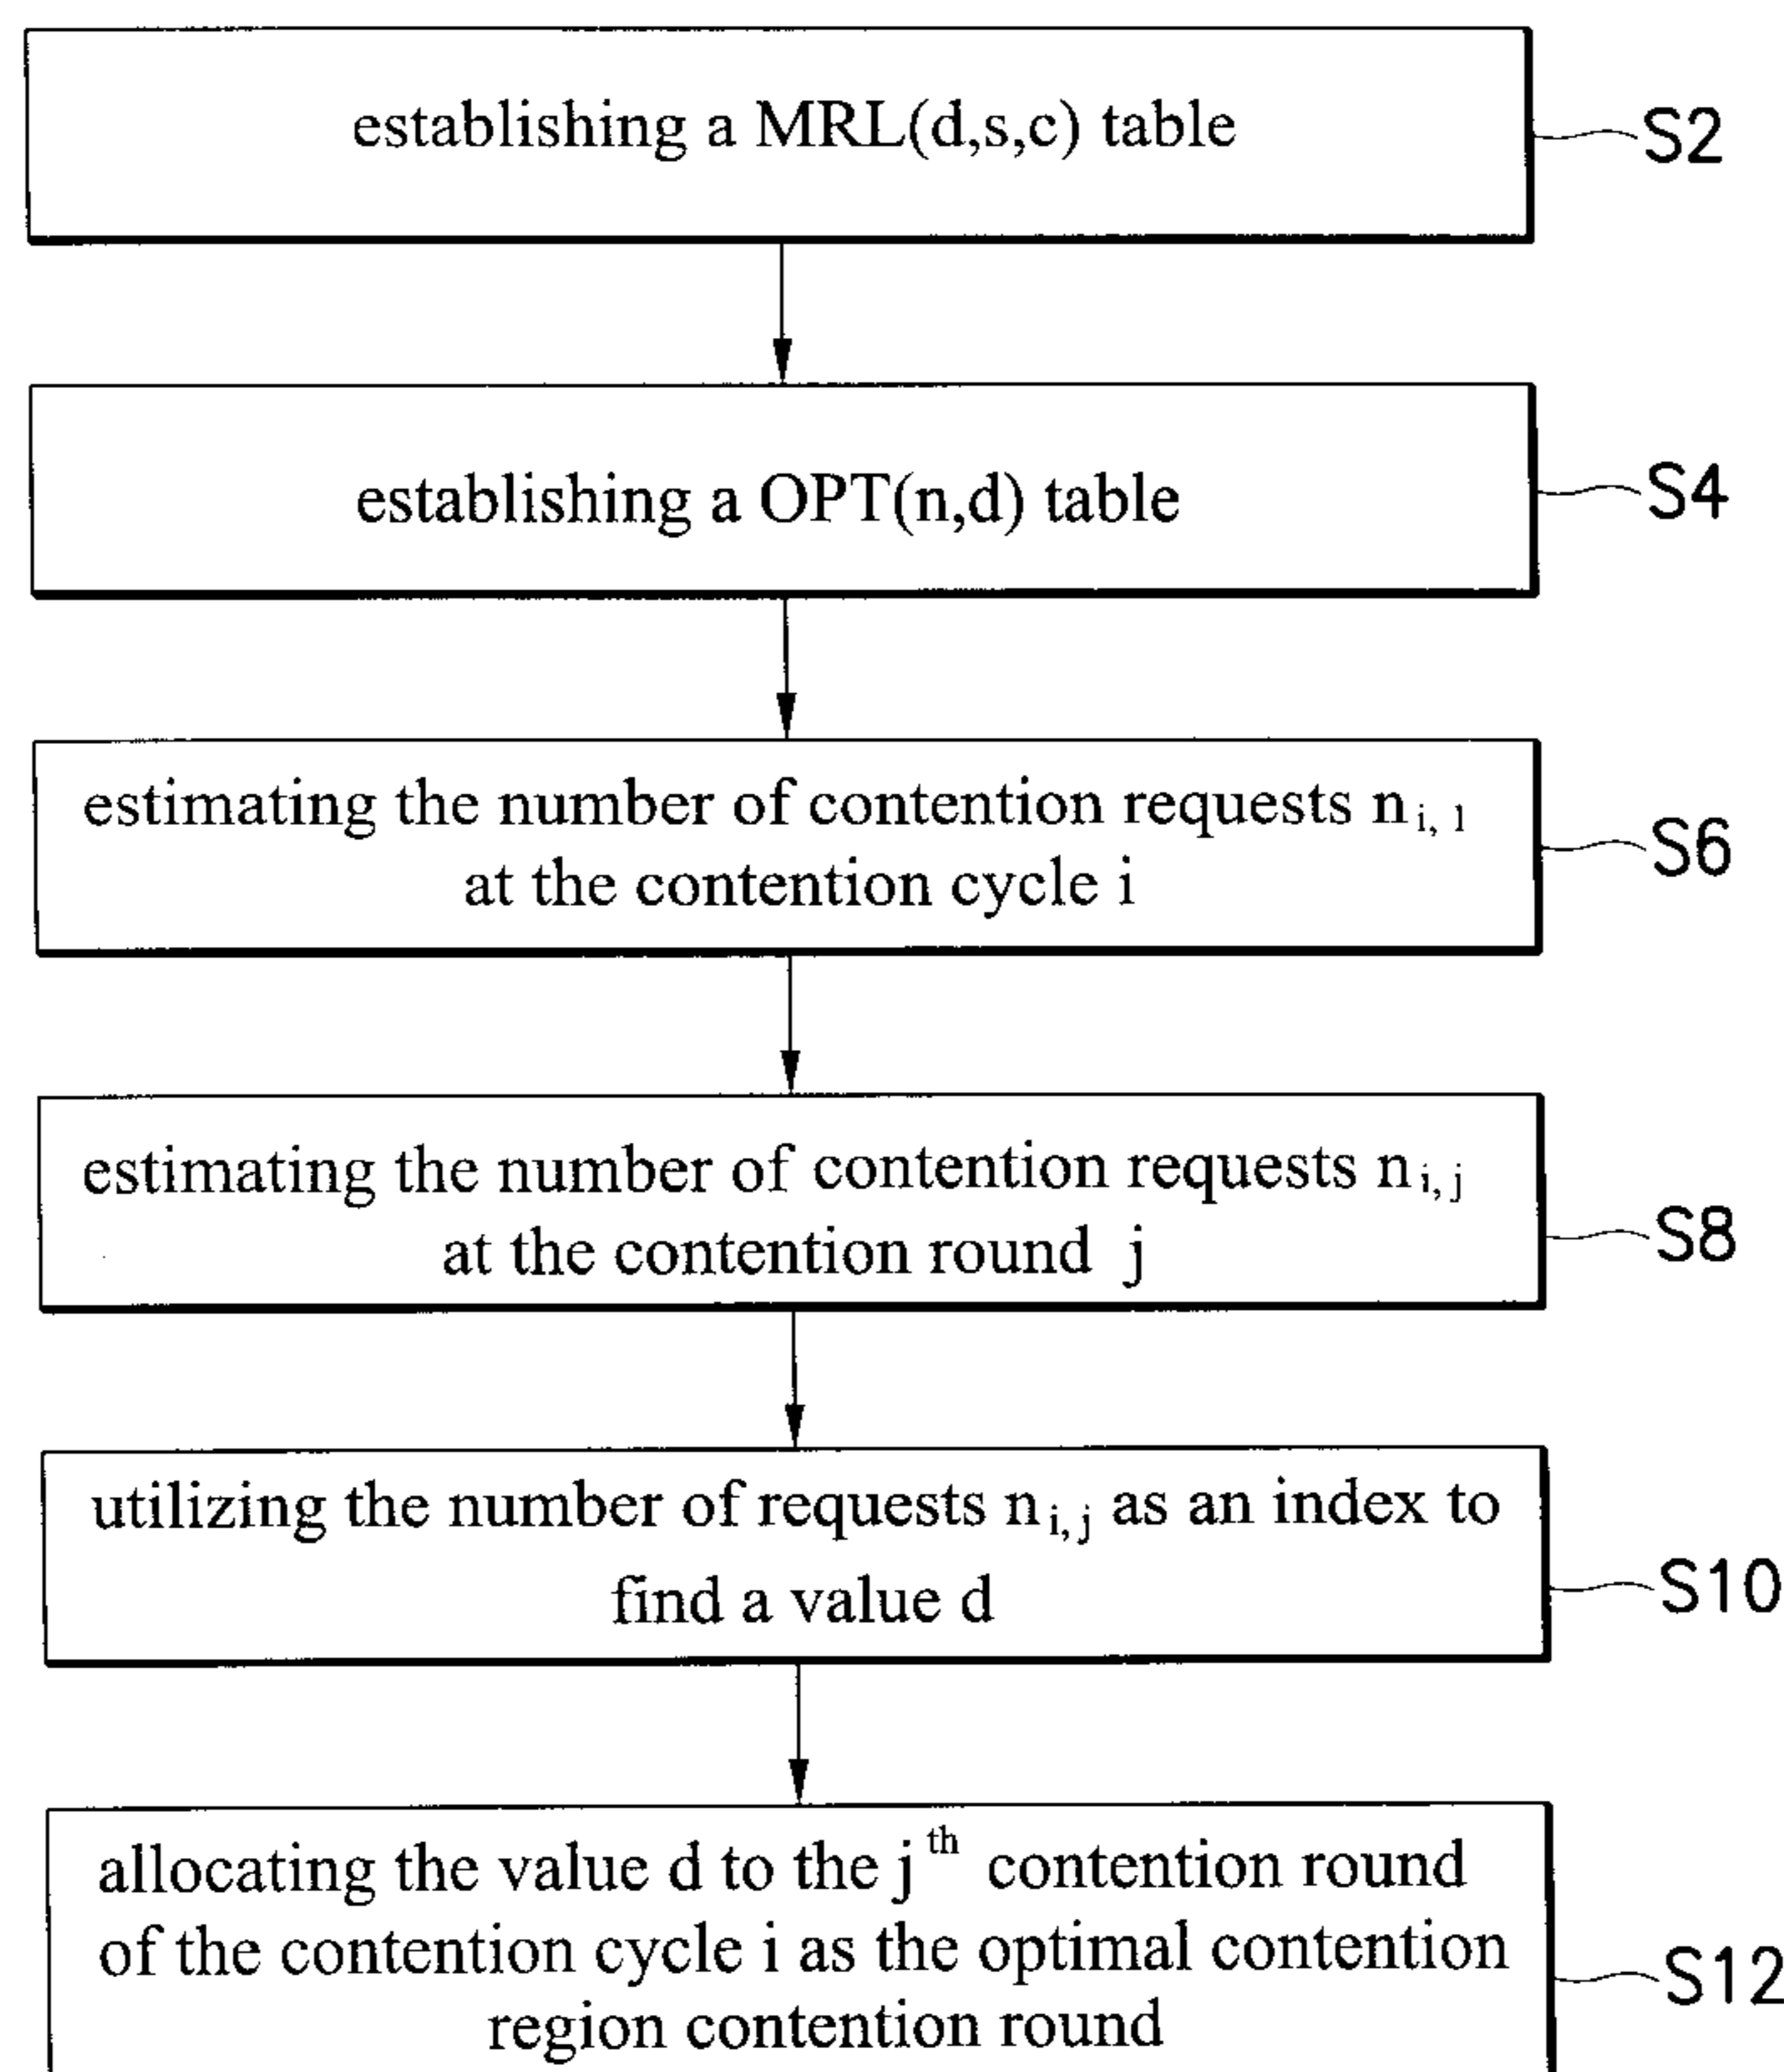 establishing a MRL(d,s,c) table
S2
establishing a OPT(n,d) table
S4
estimating the number of contention requests n i, 1
at the contention cycle i
S6
estimating the number of contention requests n i, j
at the contention round j
S8
utilizing the number of requests n i, j as an index to
find a value d
S10
allocating the value d to the j th contention round
of the contention cycle i as the optimal contention
region contention round
S12